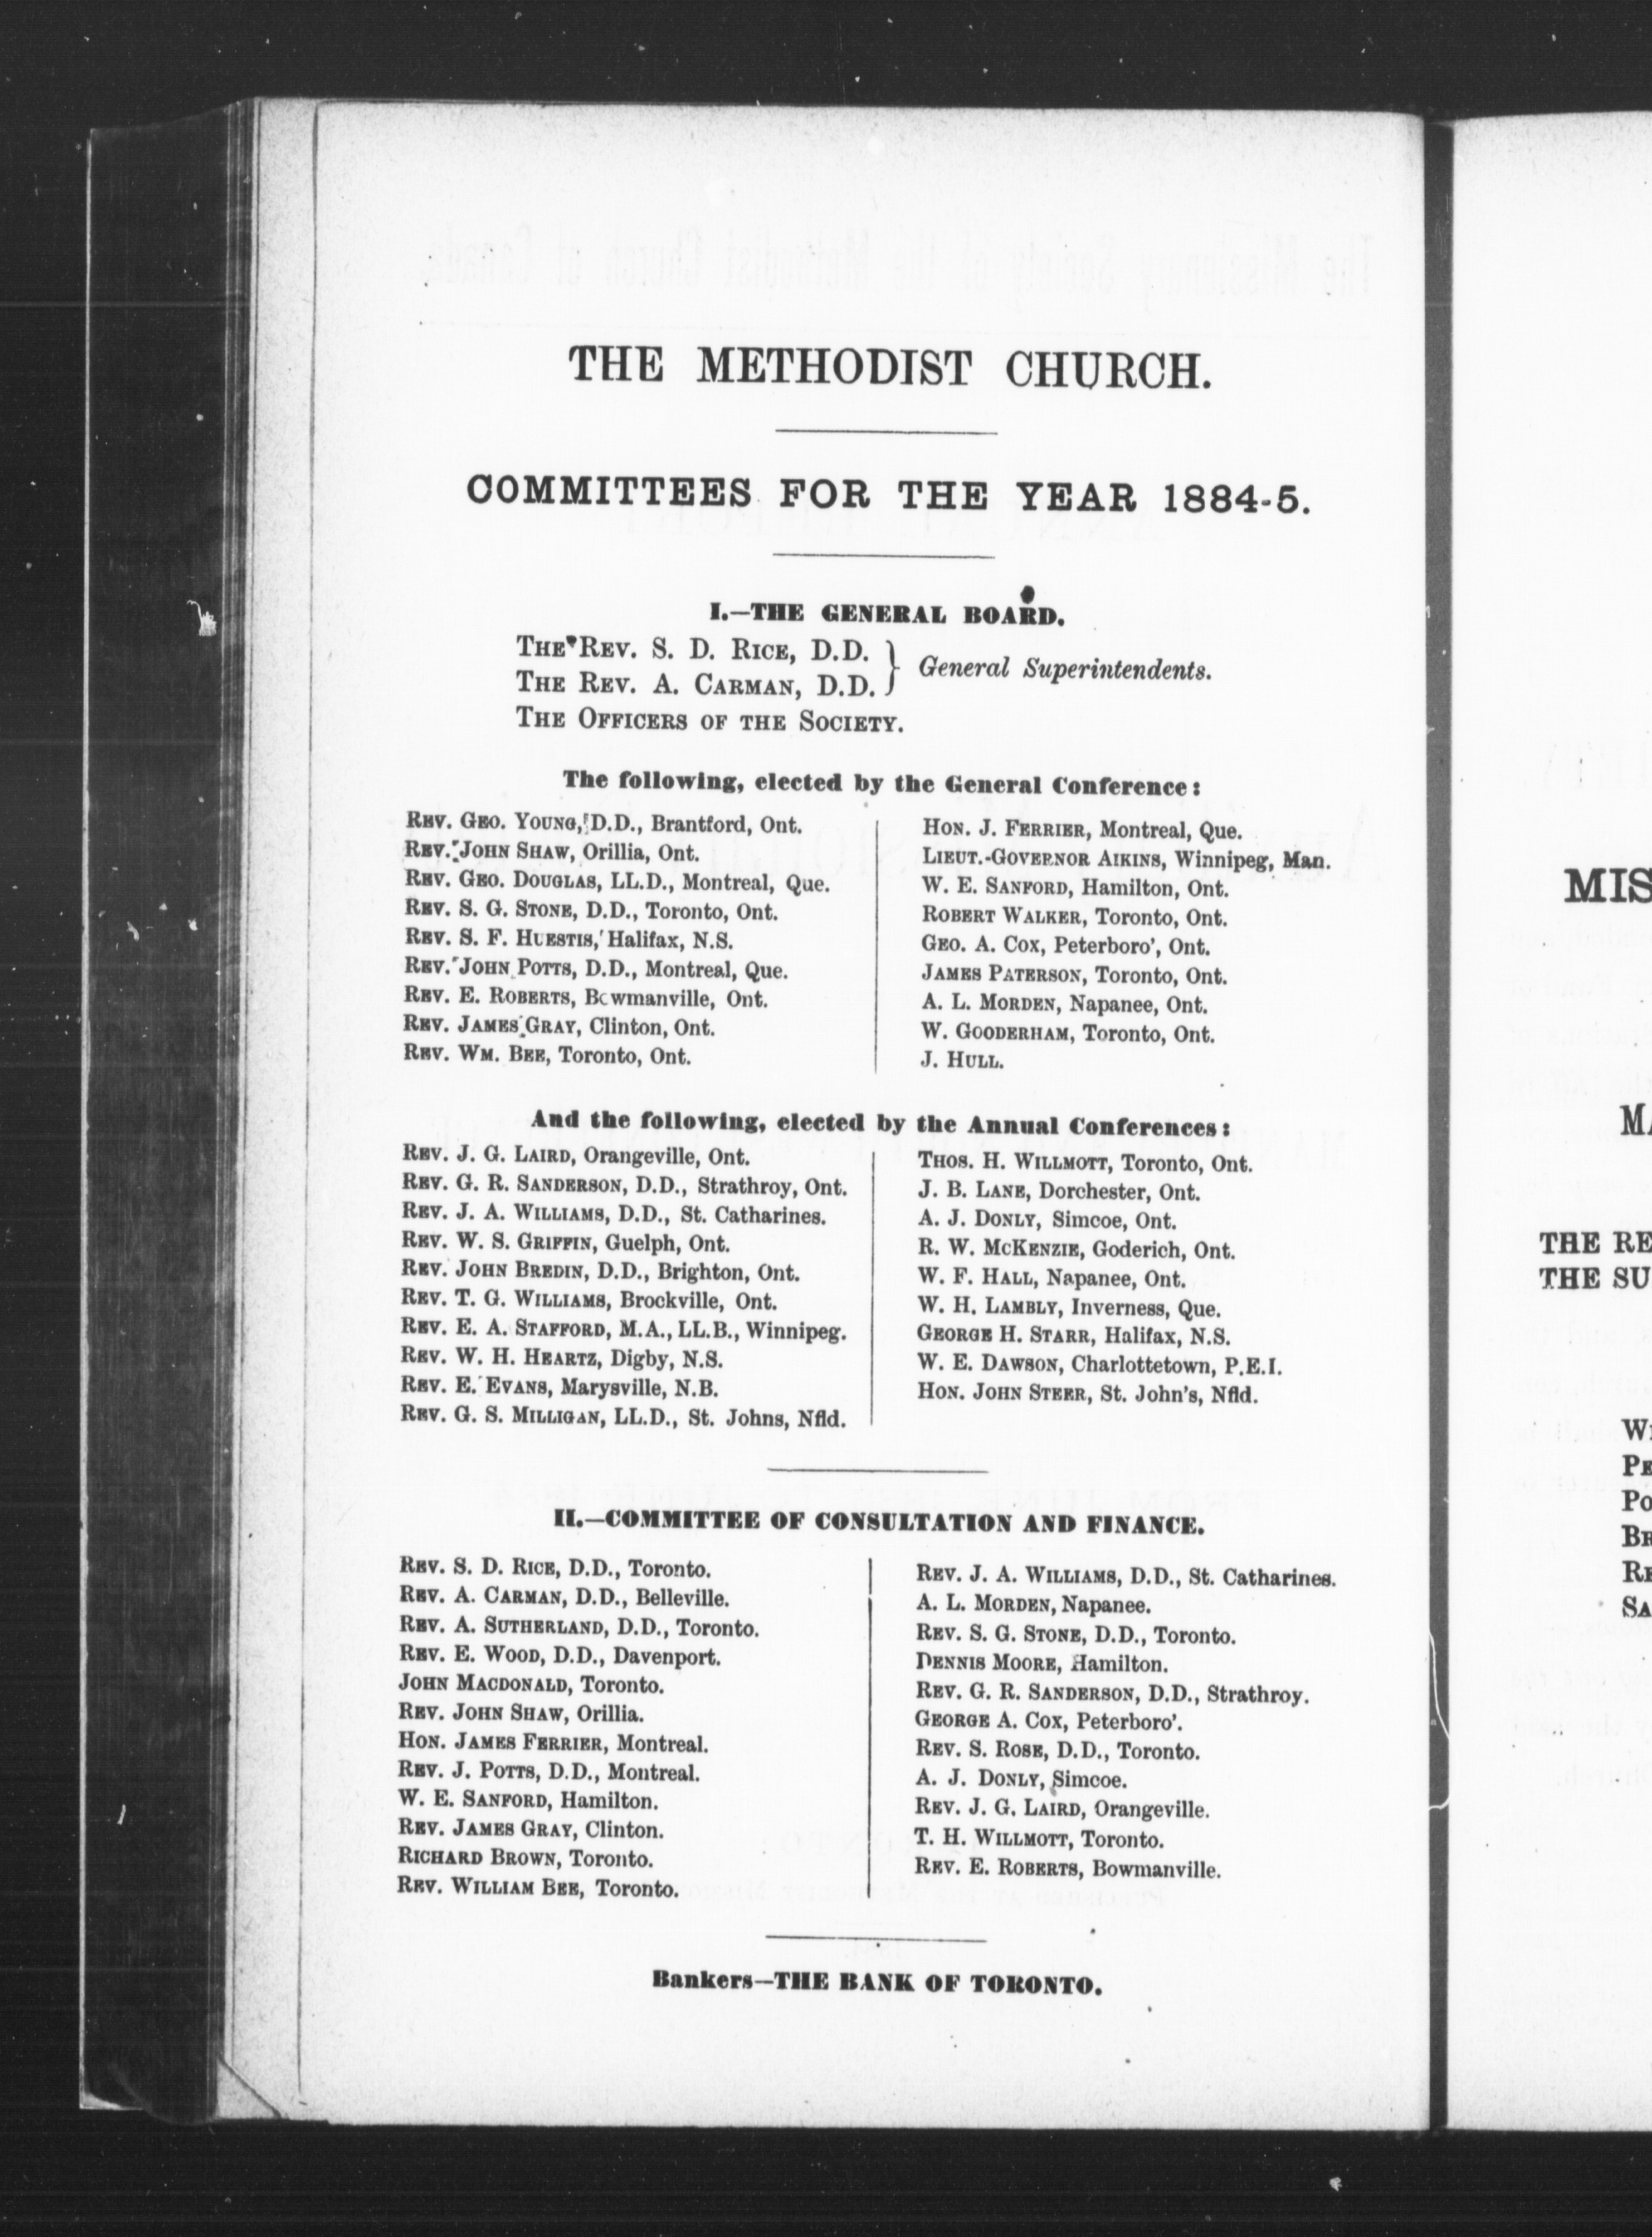 THE METHODIST CHURCH.
COMMITTEES FOR THE YEAR 1884-5.
I.—THE GENERAL BOARD.
THE REV. S. D. RICE, D.D.
THE REV. A. CARMAN, D.D.
} General Superintendents.
THE OFFICERS OF THE SOCIETY.
The following, elected by the General Conference:
REV. GEO. YOUNG, D.D., Brantford, Ont.
REV. JOHN SHAW, Orillia, Ont.
REV. GEO. DOUGLAS, LL.D., Montreal, Que.
REV. S. G. STONE, D.D., Toronto, Ont.
REV. S. F. HUESTIS, Halifax, N.S.
REV. JOHN POTTS, D.D., Montreal, Que.
REV. E. ROBERTS, Bowmanville, Ont.
REV. JAMES GRAY, Clinton, Ont.
REV. WM. BEE, Toronto, Ont.
HON. J. FERRIER, Montreal, Que.
LIEUT.-GOVERNOR AIKINS, Winnipeg, Man.
W. E. SANFORD, Hamilton, Ont.
ROBERT WALKER, Toronto, Ont.
GEO. A. COX, Peterboro', Ont.
JAMES PATERSON, Toronto, Ont.
A. L. MORDEN, Napanee, Ont.
W. GOODERHAM, Toronto, Ont.
J. HULL.
And the following, elected by the Annual Conferences:
REV. J. G. LAIRD, Orangeville, Ont.
REV. G. R. SANDERSON, D.D., Strathroy, Ont.
REV. J. A. WILLIAMS, D.D., St. Catharines.
REV. W. S. GRIFFIN, Guelph, Ont.
REV. JOHN BREDIN, D.D., Brighton, Ont.
REV. T. G. WILLIAMS, Brockville, Ont.
REV. E. A. STAFFORD, M.A., LL.B., Winnipeg.
REV. W. H. HEARTZ, Digby, N.S.
REV. E. EVANS, Marysville, N.B.
REV. G. S. MILLIGAN, LL.D., St. Johns, Nfld.
THOS. H. WILLMOTT, Toronto, Ont.
J. B. LANE, Dorchester, Ont.
A. J. DONLY, Simcoe, Ont.
R. W. MCKENZIE, Goderich, Ont.
W. F. HALL, Napanee, Ont.
W. H. LAMBLY, Inverness, Que.
GEORGE H. STARR, Halifax, N.S.
W. E. DAWSON, Charlottetown, P.E.I.
HON. JOHN STEER, St. John's, Nfld.
II.—COMMITTEE OF CONSULTATION AND FINANCE.
REV. S. D. RICE, D.D., Toronto.
REV. A. CARMAN, D.D., Belleville.
REV. A. SUTHERLAND, D.D., Toronto.
REV. E. WOOD, D.D., Davenport.
JOHN MACDONALD, Toronto.
REV. JOHN SHAW, Orillia.
HON. JAMES FERRIER, Montreal.
REV. J. POTTS, D.D., Montreal.
W. E. SANFORD, Hamilton.
REV. JAMES GRAY, Clinton.
RICHARD BROWN, Toronto.
REV. WILLIAM BEE, Toronto.
REV. J. A. WILLIAMS, D.D., St. Catharines.
A. L. MORDEN, Napanee.
REV. S. G. STONE, D.D., Toronto.
DENNIS MOORE, Hamilton.
REV. G. R. SANDERSON, D.D., Strathroy.
GEORGE A. COX, Peterboro'.
REV. S. ROSE, D.D., Toronto.
A. J. DONLY, Simcoe.
REV. J. G. LAIRD, Orangeville.
T. H. WILLMOTT, Toronto.
REV. E. ROBERTS, Bowmanville.
Bankers—THE BANK OF TORONTO.
MIS
THE RE
THE SU
PE
PO
RE
SA